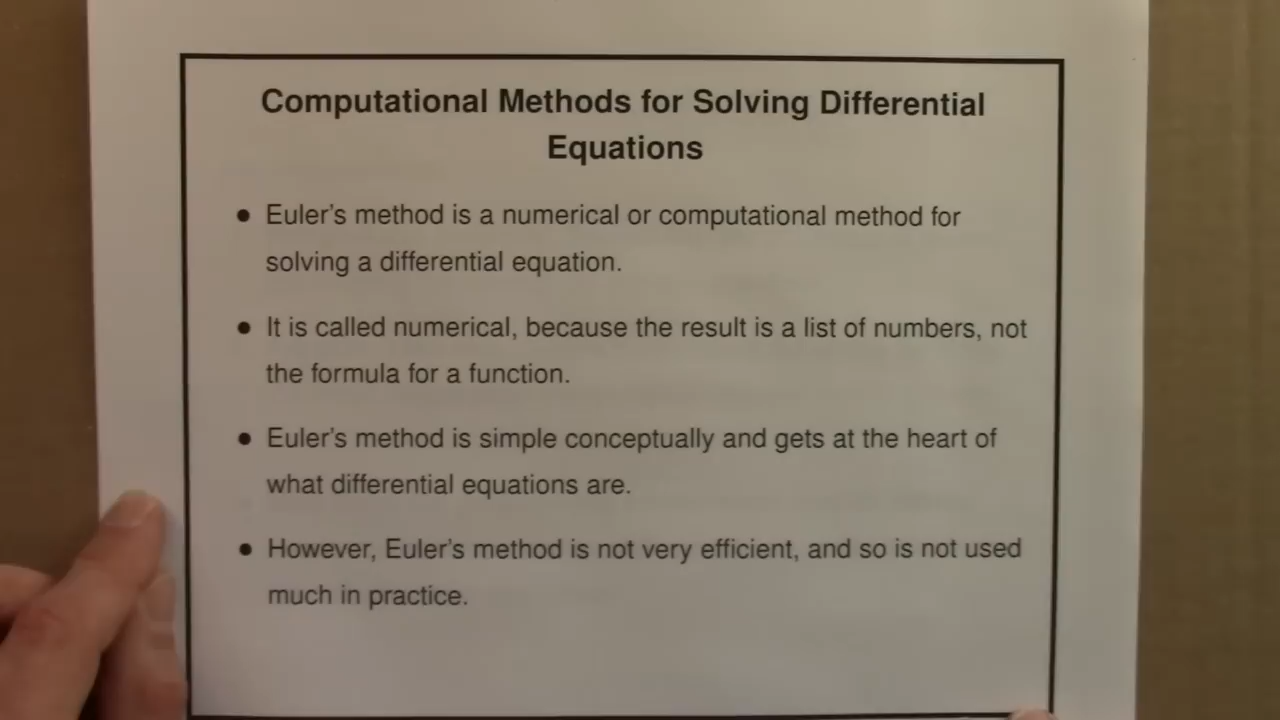 Computational Methods for Solving Differential
Equations
● Euler's method is a numerical or computational method for
solving a differential equation.
● It is called numerical, because the result is a list of numbers, not
the formula for a function.
● Euler's method is simple conceptually and gets at the heart of
what differential equations are.
● However, Euler's method is not very efficient, and so is not used
much in practice.